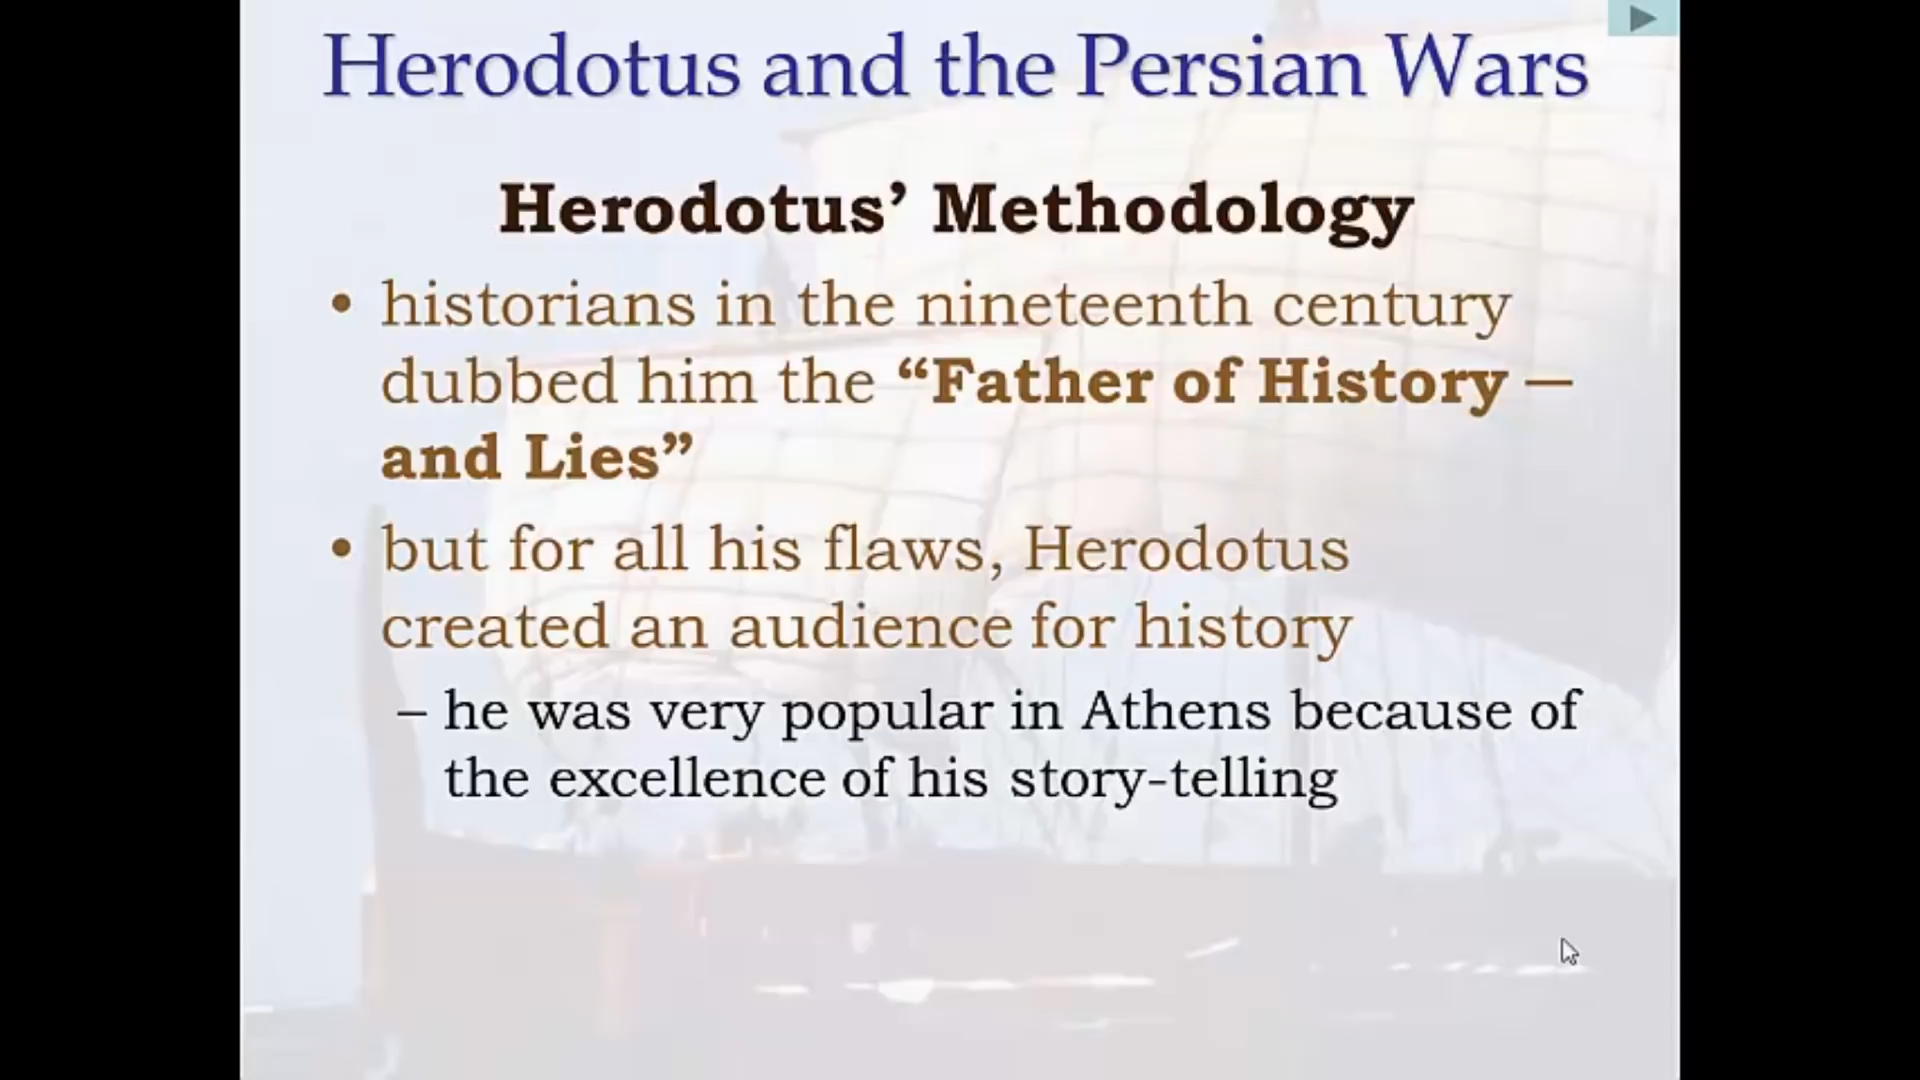 Herodotus and the Persian Wars
Herodotus’ Methodology
• historians in the nineteenth century
dubbed him the “Father of History —
and Lies”
• but for all his flaws, Herodotus
created an audience for history
– he was very popular in Athens because of
the excellence of his story-telling